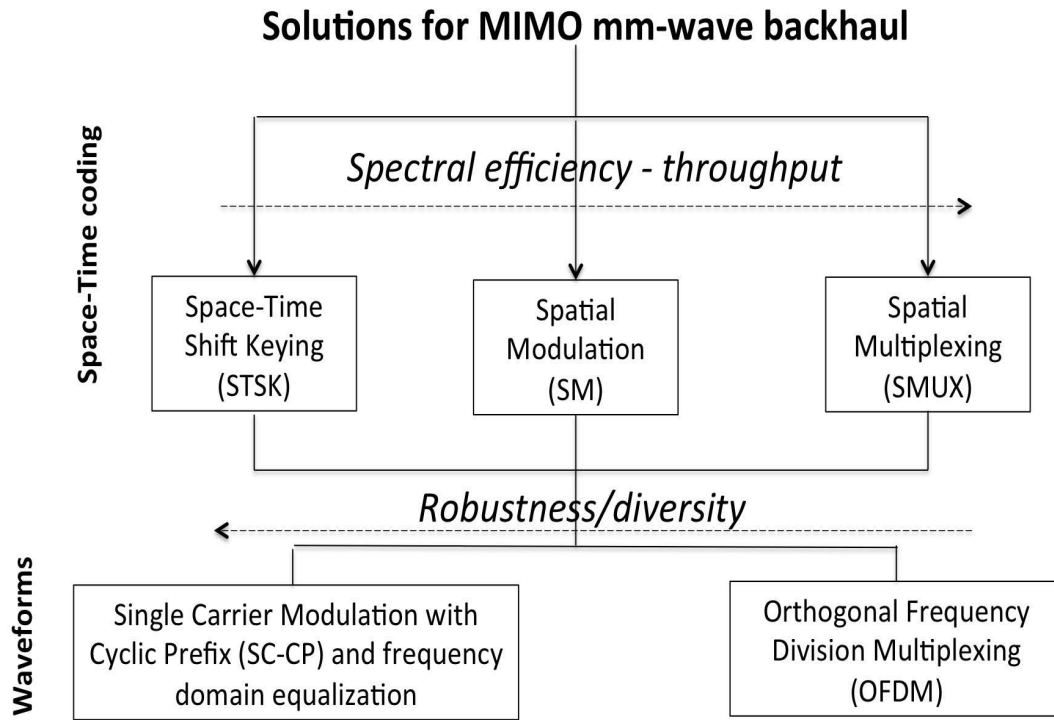 Solutions for MIMO mm-wave backhaul
Space-Time coding
Spectral efficiency - throughput
Space-Time
Shift Keying
(STSK)
Spatial
Modulation
(SM)
Spatial
Multiplexing
(SMUX)
Robustness/diversity
Waveforms
Single Carrier Modulation with
Cyclic Prefix (SC-CP) and frequency
domain equalization
Orthogonal Frequency
Division Multiplexing
(OFDM)